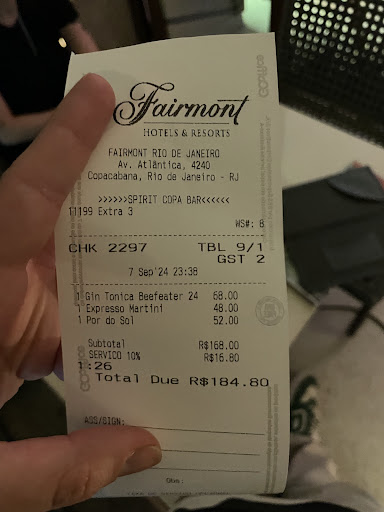 Fairmont
HOTELS & RESORTS
FAIRMONT RIO DE JANEIRO
Av. Atlântica, 4240
Copacabana, Rio de Janeiro - RJ
>>>>>>SPIRIT COPA BAR<<<<<<
11199 Extra 3
WS#: 8
CHK 2297 TBL 9/1
GST 2
7 Sep'24 23:38
1 Gin Tonica Beefeater 24 68.00
1 Expresso Martini 48.00
1 Por do Sol 52.00
Subtotal R$168.00
SERVICO 10% R$16.80
1:26
Total Due R$184.80
ASS/SIGN: